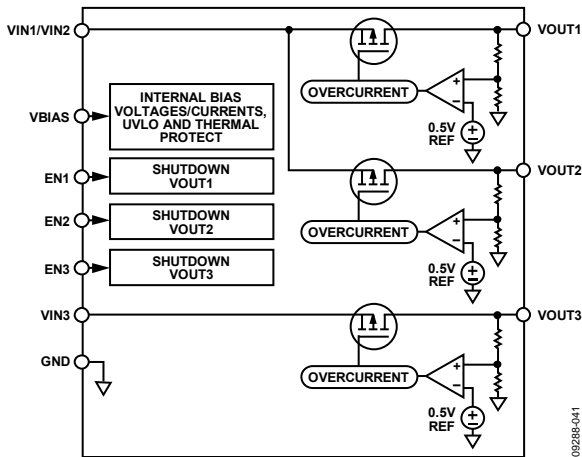 VIN1/VIN2
VOUT1
OVERCURRENT
+
−
0.5V
REF
INTERNAL BIAS
VOLTAGES/CURRENTS,
UVLO AND THERMAL
PROTECT
VBIAS
EN1
SHUTDOWN
VOUT1
VOUT2
OVERCURRENT
+
−
0.5V
REF
EN2
SHUTDOWN
VOUT2
EN3
SHUTDOWN
VOUT3
VIN3
VOUT3
OVERCURRENT
+
−
0.5V
REF
GND
09288-041